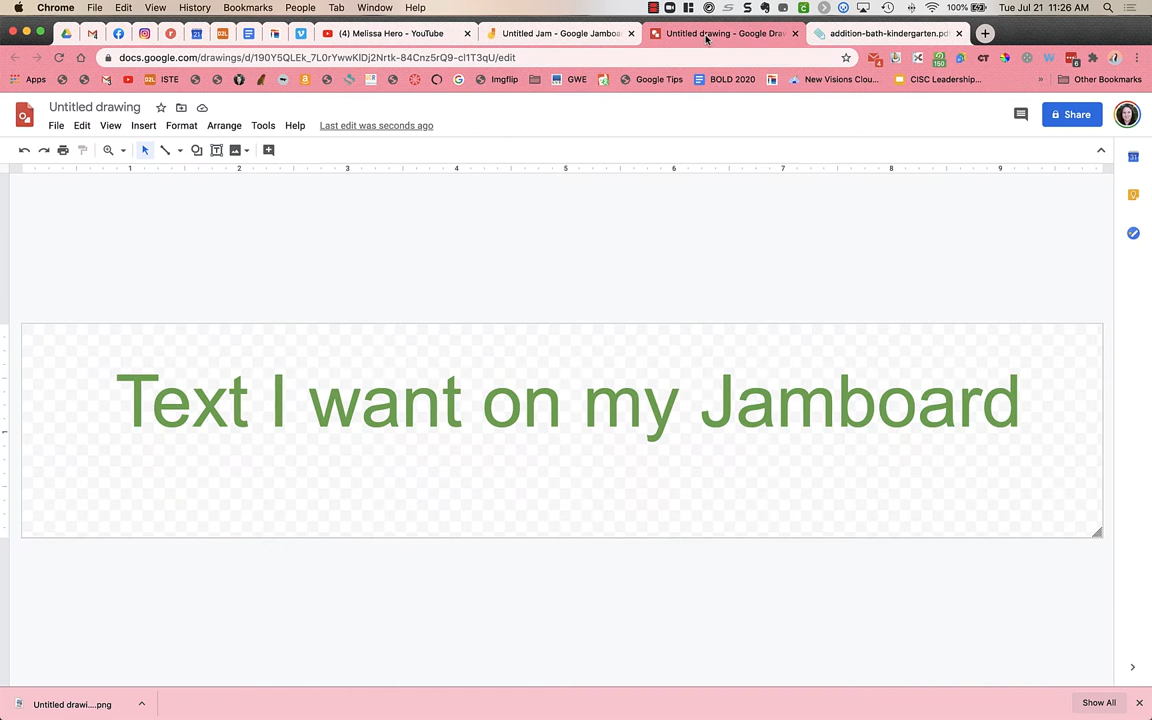 Chrome File Edit View History Bookmarks People Tab Window Help 100% Tue Jul 21 11:26 AM
(4) Melissa Hero - YouTube Untitled Jam - Google Jamboa Untitled drawing - Google Dra addition-bath-kindergarten.pd
docs.google.com/drawings/d/190Y5QLEk_7L0rYwwKlDj2Nrtk-84Cnz5rQ9-cl1T3qU/edit
Apps ISTE Imgflip GWE Google Tips BOLD 2020 New Visions Clou... CISC Leadership... » Other Bookmarks
Untitled drawing
File Edit View Insert Format Arrange Tools Help Last edit was seconds ago
Share
1 2 3 4 5 6 7 8 9
Text I want on my Jamboard
1
Untitled drawi....png
Show All